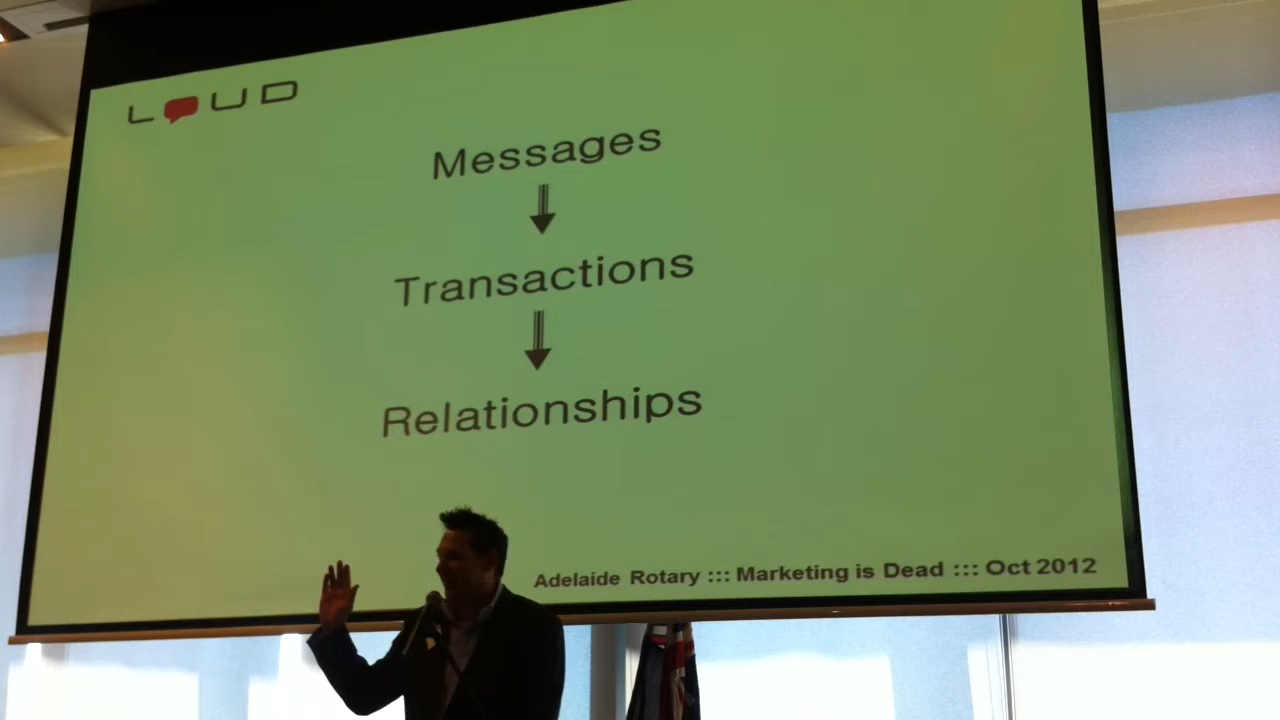 LOUD
Messages
Transactions
Relationships
Adelaide Rotary ::: Marketing is Dead ::: Oct 2012